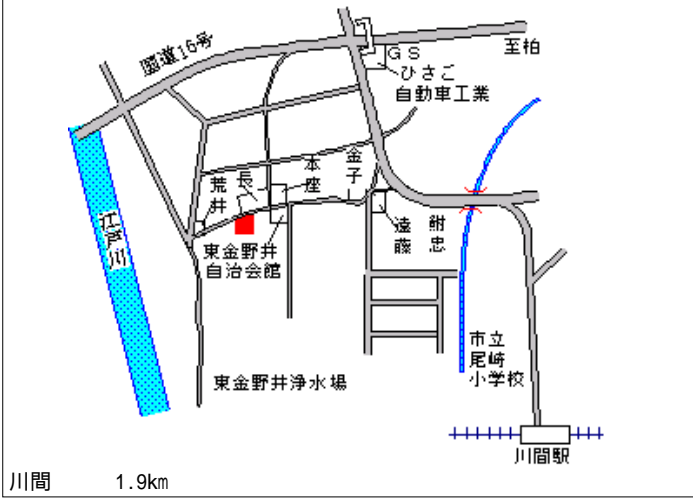 国道16号
至柏
GS
ひさご
自動車工業
金子
本座
長
荒井
江戸川
遠藤
鮒忠
東金野井
自治会館
市立
尾崎
小学校
東金野井浄水場
川間駅
川間 1.9km